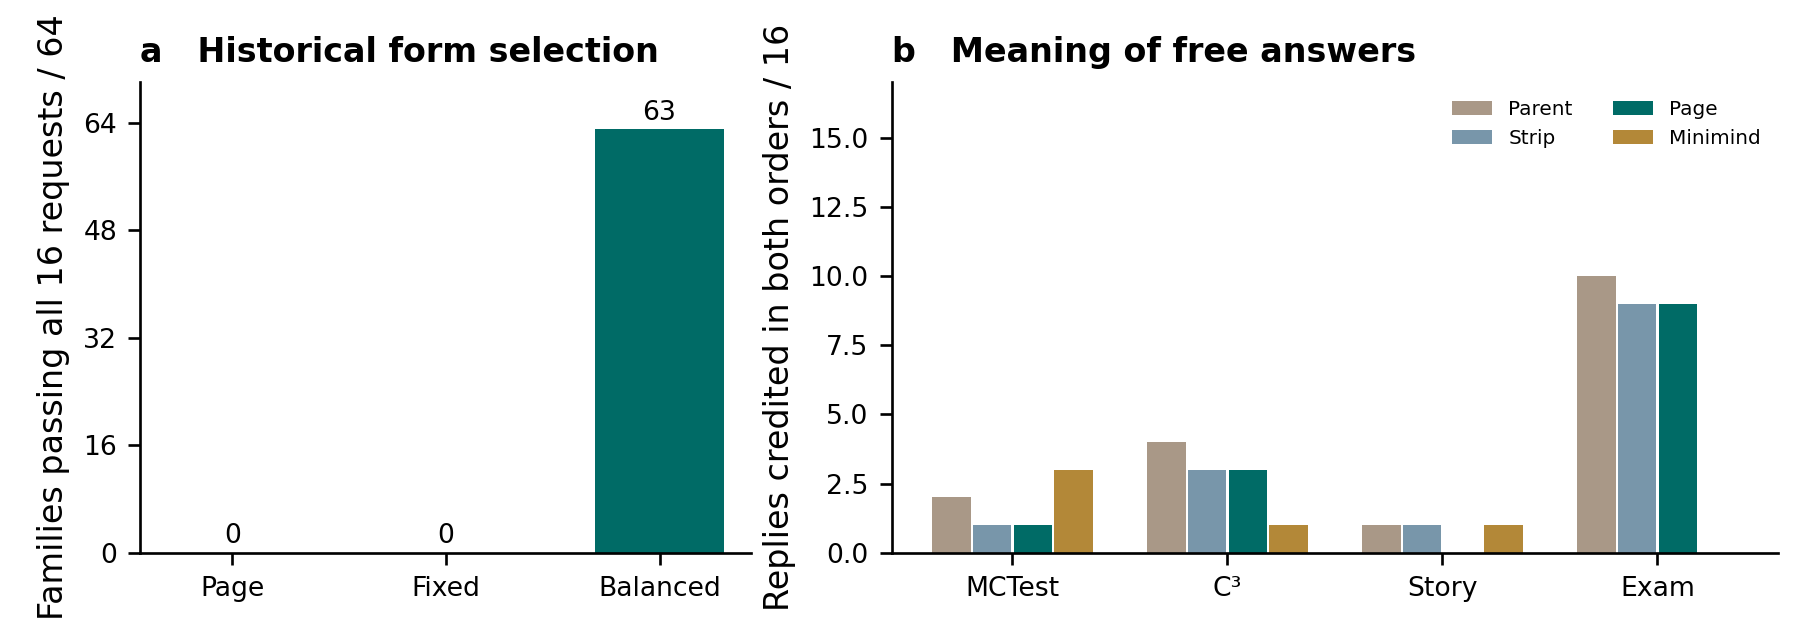 a Historical form selection
Families passing all 16 requests / 64
64
48
32
16
0
0
0
63
Page
Fixed
Balanced
b Meaning of free answers
Replies credited in both orders / 16
15.0
12.5
10.0
7.5
5.0
2.5
0.0
Parent
Strip
Page
Minimind
MCTest
C³
Story
Exam